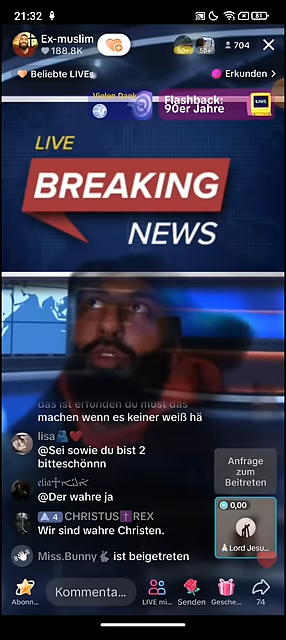 21:32
81
Ex-muslim
188.8K
50+
50+
704
Beliebte LIVEs
Erkunden >
Vielen Dank
Flashback:
90er Jahre
LIVE
LIVE
BREAKING
NEWS
das ist erfunden du must das
machen wenn es keiner weiß hä
lisa
@Sei sowie du bist 2
bitteschönnn
@Der wahre ja
4 CHRISTUS✝️REX
Wir sind wahre Christen.
Miss.Bunny🐇 ist beigetreten
Anfrage
zum
Beitreten
0,00
Lord Jesu...
Abonn...
Kommenta...
LIVE mi...
Senden
Gesche...
74